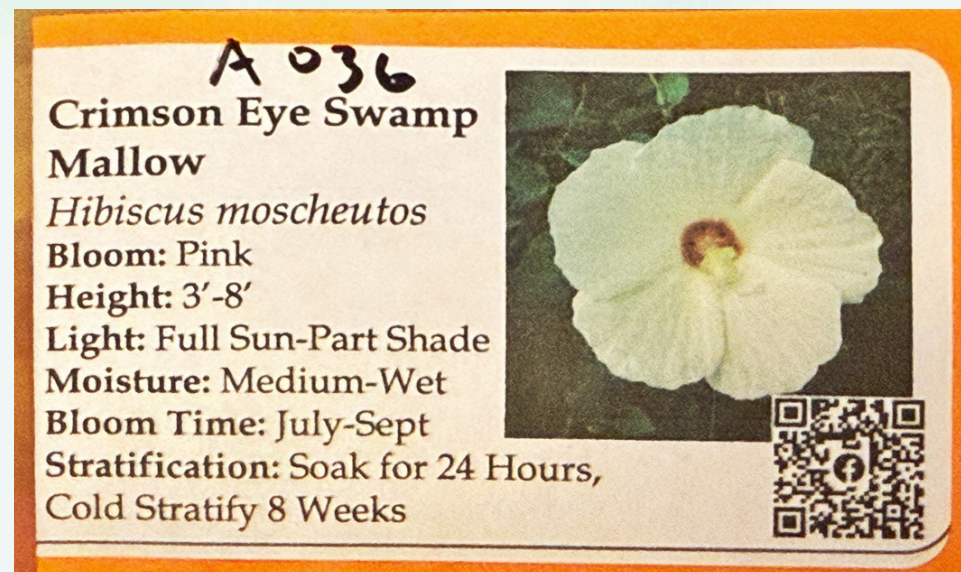 A 036
Crimson Eye Swamp
Mallow
Hibiscus moscheutos
Bloom: Pink
Height: 3′-8′
Light: Full Sun-Part Shade
Moisture: Medium-Wet
Bloom Time: July-Sept
Stratification: Soak for 24 Hours,
Cold Stratify 8 Weeks